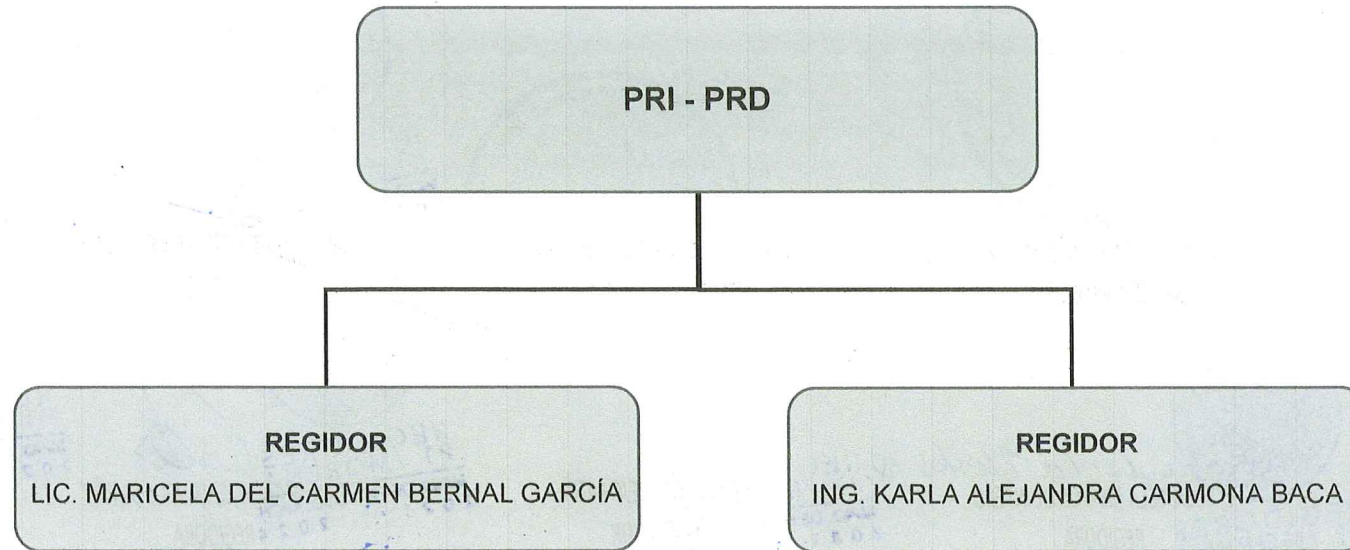 PRI - PRD
REGIDOR
LIC. MARICELA DEL CARMEN BERNAL GARCÍA
REGIDOR
ING. KARLA ALEJANDRA CARMONA BACA